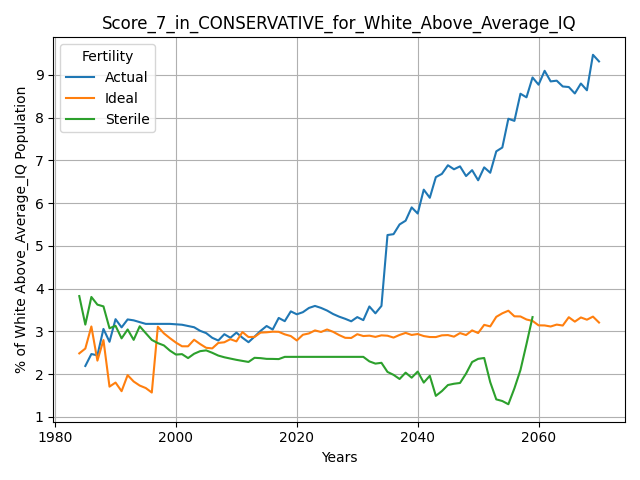 Score_7_in_CONSERVATIVE_for_White_Above_Average_IQ
Fertility
Actual
Ideal
Sterile
% of White Above_Average_IQ Population
9
8
7
6
5
4
3
2
1
1980
2000
2020
2040
2060
Years